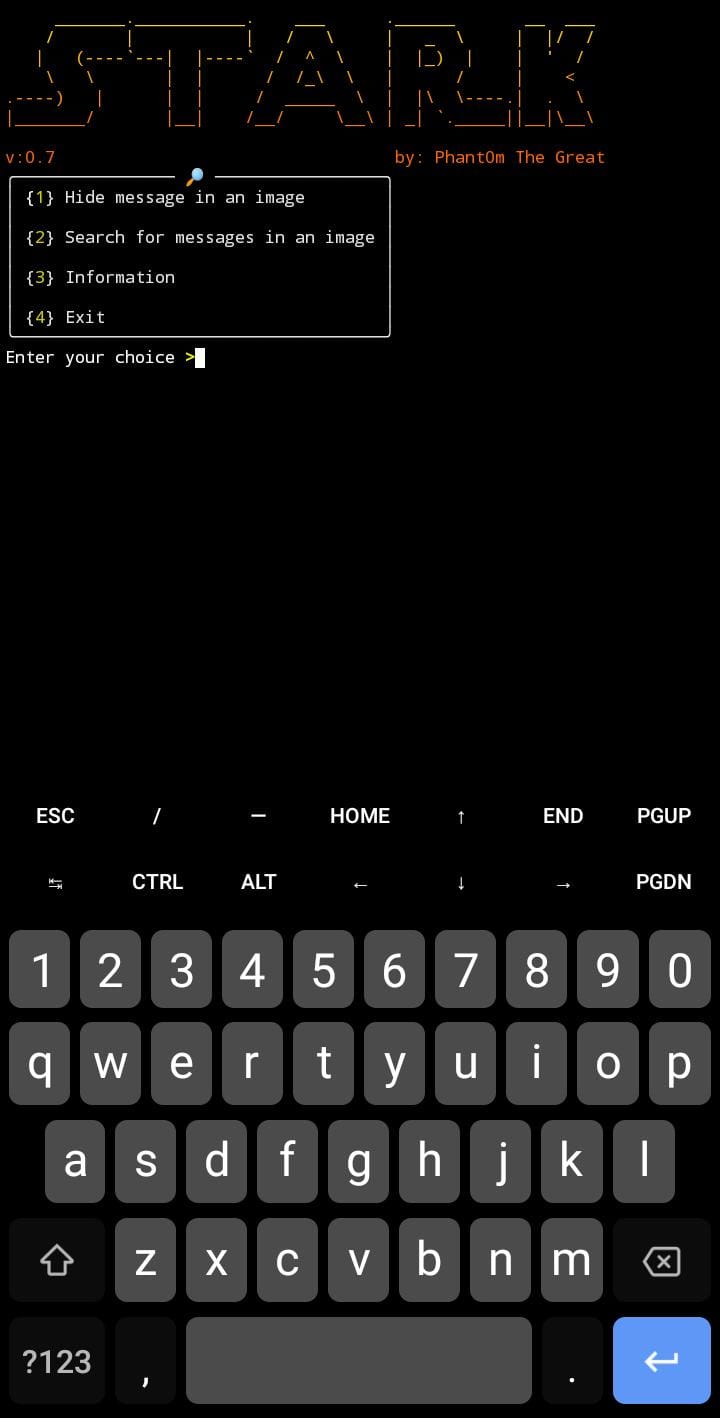 STARK
v:0.7 by: Phant0m The Great
{1} Hide message in an image
{2} Search for messages in an image
{3} Information
{4} Exit
Enter your choice >
ESC / — HOME ↑ END PGUP
↹ CTRL ALT ← ↓ → PGDN
1 2 3 4 5 6 7 8 9 0
q w e r t y u i o p
a s d f g h j k l
z x c v b n m
?123 , .